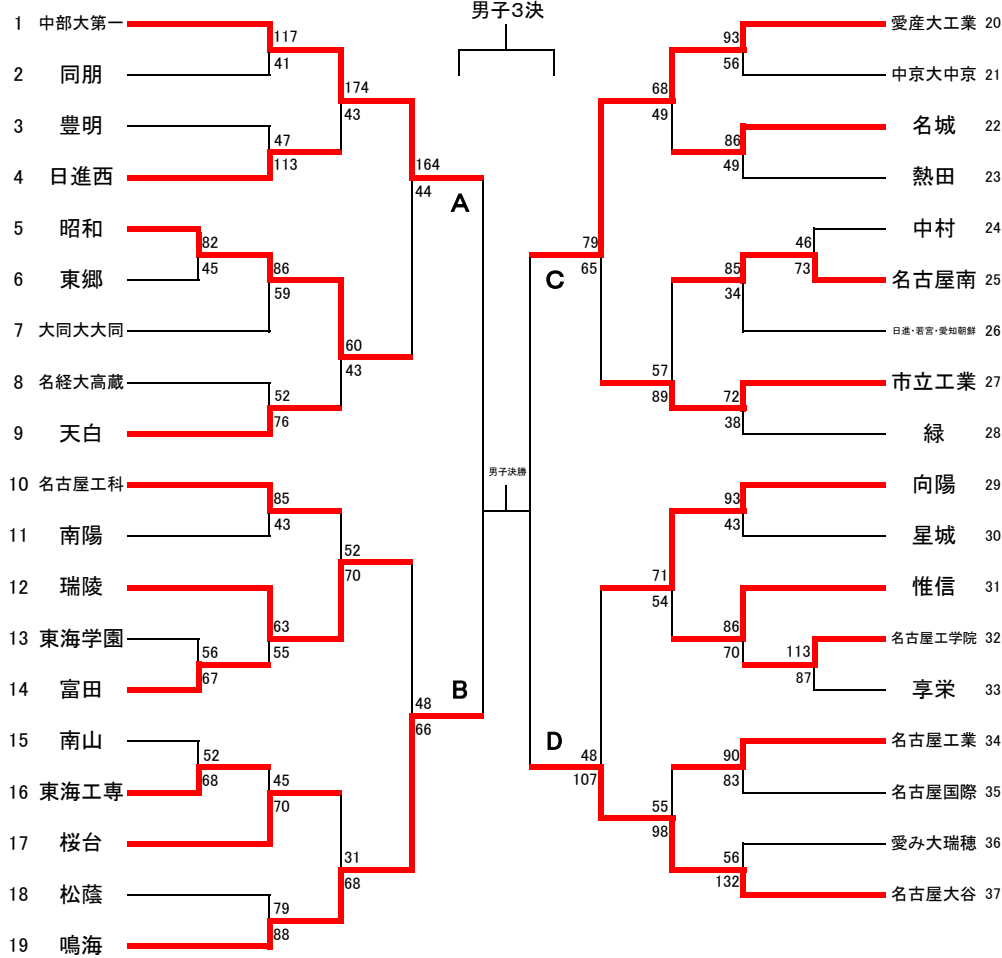 男子3決
1 中部大第一
117
41
2 同朋
174
43
3 豊明
47
113
4 日進西
164
44
A
5 昭和
82
45
6 東郷
86
59
7 大同大大同
60
43
8 名経大高蔵
52
76
9 天白
10 名古屋工科
85
43
11 南陽
52
70
12 瑞陵
63
55
13 東海学園
56
67
14 富田
B
48
66
15 南山
52
68
16 東海工専
45
70
17 桜台
31
68
18 松蔭
79
88
19 鳴海
男子決勝
愛産大工業 20
93
56
中京大中京 21
68
49
名城 22
86
49
熱田 23
79
65
C
中村 24
46
73
名古屋南 25
85
34
日進・若宮・愛知朝鮮 26
57
89
市立工業 27
72
38
緑 28
向陽 29
93
43
星城 30
71
54
惟信 31
86
70
名古屋工学院 32
113
87
享栄 33
D
48
107
名古屋工業 34
90
83
名古屋国際 35
55
98
愛み大瑞穂 36
56
132
名古屋大谷 37